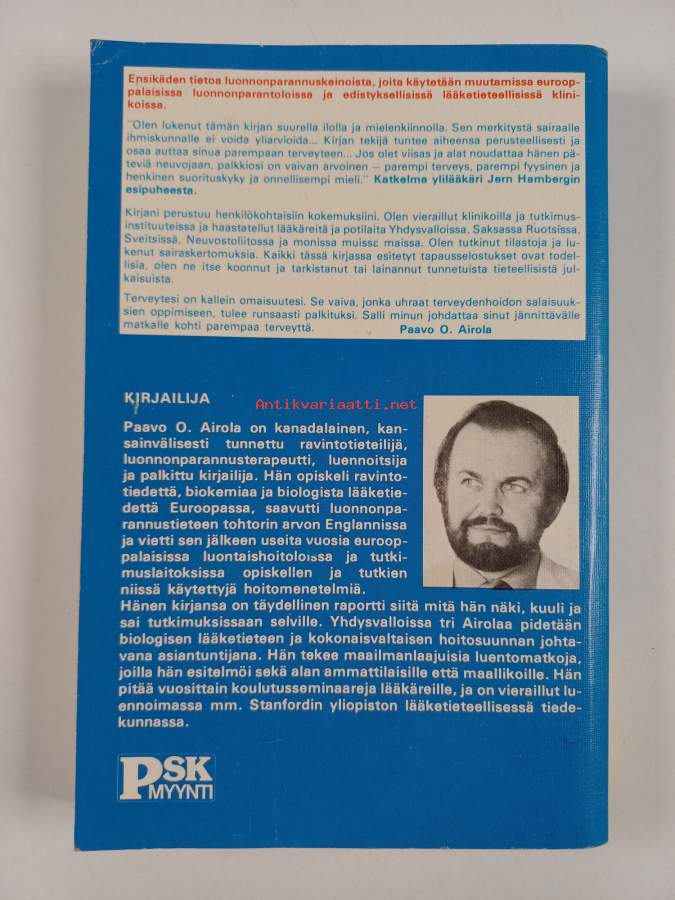 Ensikäden tietoa luonnonparannuskeinoista, joita käytetään muutamissa euroop-
palaisissa luonnonparantoloissa ja edistyksellisissä lääketieteellisissä klini-
koissa.
"Olen lukenut tämän kirjan suurella ilolla ja mielenkiinnolla. Sen merkitystä sairaalle
ihmiskunnalle ei voida yliarvioida... Kirjan tekijä tuntee aiheensa perusteellisesti ja
osaa auttaa sinua parempaan terveyteen... Jos olet viisas ja alat noudattaa hänen pä-
teviä neuvojaan, palkkiosi on vaivan arvoinen – parempi terveys, parempi fyysinen ja
henkinen suorituskyky ja onnellisempi mieli." Katkelma ylilääkäri Jern Hambergin
esipuheesta.
Kirjani perustuu henkilökohtaisiin kokemuksiini. Olen vieraillut klinikoilla ja tutkimus-
instituuteissa ja haastatellut lääkäreitä ja potilaita Yhdysvalloissa, Saksassa Ruotsissa,
Sveitsissä, Neuvostoliitossa ja monissa muissa maissa. Olen tutkinut tilastoja ja lu-
kenut sairaskertomuksia. Kaikki tässä kirjassa esitetyt tapausselostukset ovat todel-
lisia, olen ne itse koonnut ja tarkistanut tai lainannut tunnetuista tieteellisistä jul-
kaisuista.
Terveytesi on kallein omaisuutesi. Se vaiva, jonka uhraat terveydenhoidon salaisuuk-
sien oppimiseen, tulee runsaasti palkituksi. Salli minun johdattaa sinut jännittävälle
matkalle kohti parempaa terveyttä. Paavo O. Airola
Antikvariaatti.net
KIRJAILIJA
Paavo O. Airola on kanadalainen, kan-
sainvälisesti tunnettu ravintotieteilijä,
luonnonparannusterapeutti, luennoitsija
ja palkittu kirjailija. Hän opiskeli ravinto-
tiedettä, biokemiaa ja biologista lääketie-
dettä Euroopassa, saavutti luonnonpa-
rannustieteen tohtorin arvon Englannissa
ja vietti sen jälkeen useita vuosia euroop-
palaisissa luontaishoitoloissa ja tutki-
muslaitoksissa opiskellen ja tutkien
niissä käytettyjä hoitomenetelmiä.
Hänen kirjansa on täydellinen raportti siitä mitä hän näki, kuuli ja
sai tutkimuksissaan selville. Yhdysvalloissa tri Airolaa pidetään
biologisen lääketieteen ja kokonaisvaltaisen hoitosuunnan johta-
vana asiantuntijana. Hän tekee maailmanlaajuisia luentomatkoja,
joilla hän esitelmöi sekä alan ammattilaisille että maallikoille. Hän
pitää vuosittain koulutusseminaareja lääkäreille, ja on vieraillut lu-
ennoimassa mm. Stanfordin yliopiston lääketieteellisessä tiede-
kunnassa.
PSK
MYYNTI